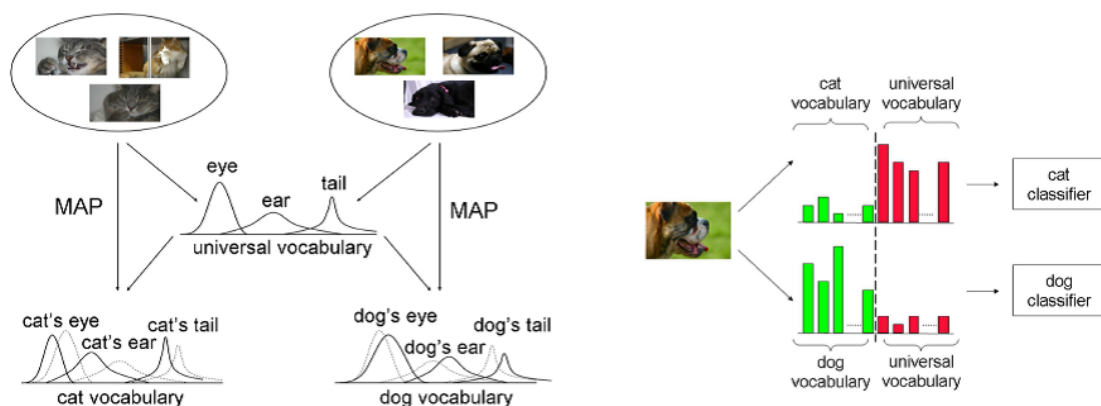 MAP
eye
ear
tail
universal vocabulary
MAP
cat's eye
cat's ear
cat's tail
cat vocabulary
dog's eye
dog's ear
dog's tail
dog vocabulary
cat
vocabulary
universal
vocabulary
cat
classifier
dog
classifier
dog
vocabulary
universal
vocabulary